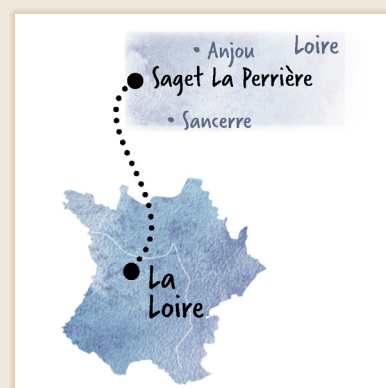 • Anjou Loire
Saget La Perrière
• Sancerre
La
Loire